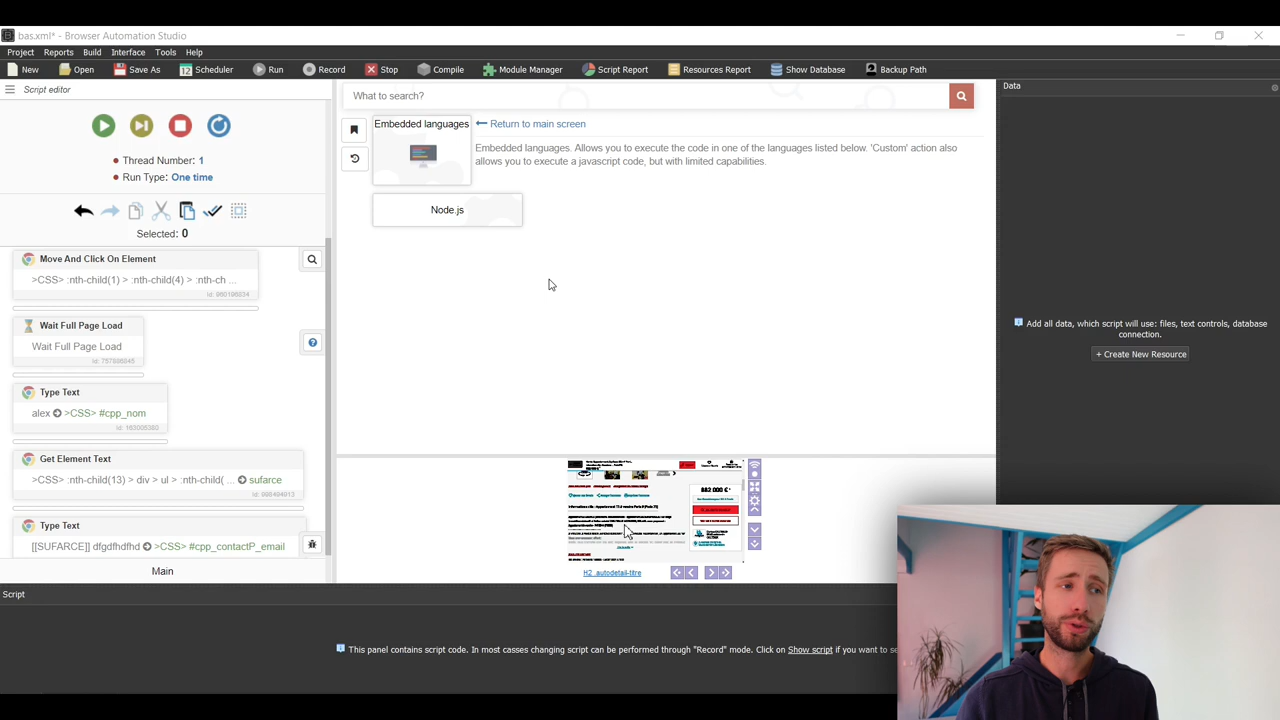 bas.xml* - Browser Automation Studio
Project Reports Build Interface Tools Help
New Open Save As Scheduler Run Record Stop Compile Module Manager Script Report Resources Report Show Database Backup Path
Script editor
Thread Number: 1
Run Type: One time
Selected: 0
Move And Click On Element
>CSS> :nth-child(1) > :nth-child(4) > :nth-ch ...
Wait Full Page Load
Wait Full Page Load
Type Text
alex >CSS> #cpp_nom
Get Element Text
>CSS> :nth-child(13) > div > ul > :nth-child( ... sufarce
Type Text
[[SUFARCE]] dfgdfhdfhd >CSS> #cpp_contactP_email
Main
What to search?
Embedded languages
Return to main screen
Embedded languages. Allows you to execute the code in one of the languages listed below. 'Custom' action also
allows you to execute a javascript code, but with limited capabilities.
Node.js
882 000 €
H2 .autodetail-titre
Data
Add all data, which script will use: files, text controls, database
connection.
+ Create New Resource
Script
This panel contains script code. In most casses changing script can be performed through "Record" mode. Click on Show script if you want to se